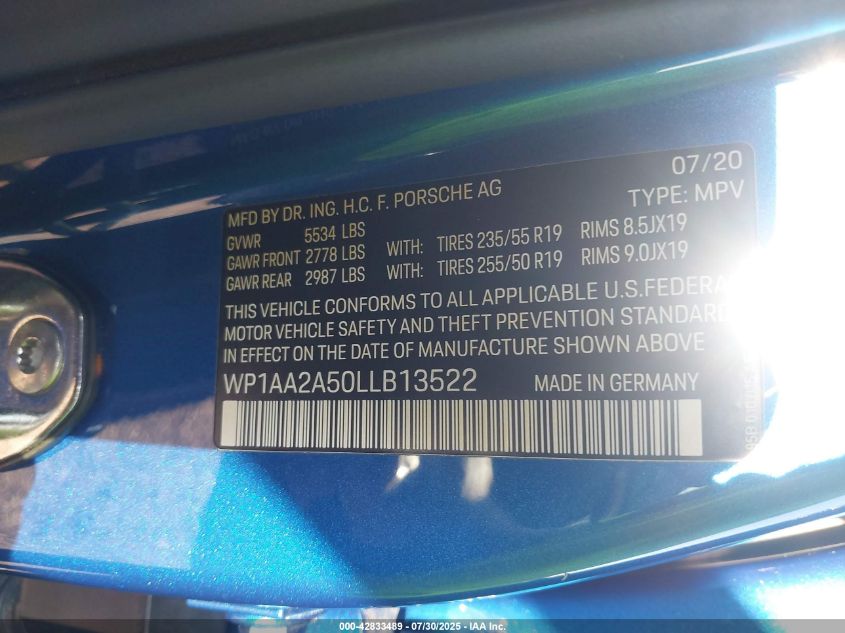 07/20
MFD BY DR. ING. H.C. F. PORSCHE AG TYPE: MPV
GVWR 5534 LBS
GAWR FRONT 2778 LBS WITH: TIRES 235/55 R19 RIMS 8.5JX19
GAWR REAR 2987 LBS WITH: TIRES 255/50 R19 RIMS 9.0JX19
THIS VEHICLE CONFORMS TO ALL APPLICABLE U.S.FEDERA
MOTOR VEHICLE SAFETY AND THEFT PREVENTION STANDARD
IN EFFECT ON THE DATE OF MANUFACTURE SHOWN ABOVE
WP1AA2A50LLB13522 MADE IN GERMANY
000-42833489 - 07/30/2025 - IAA Inc.